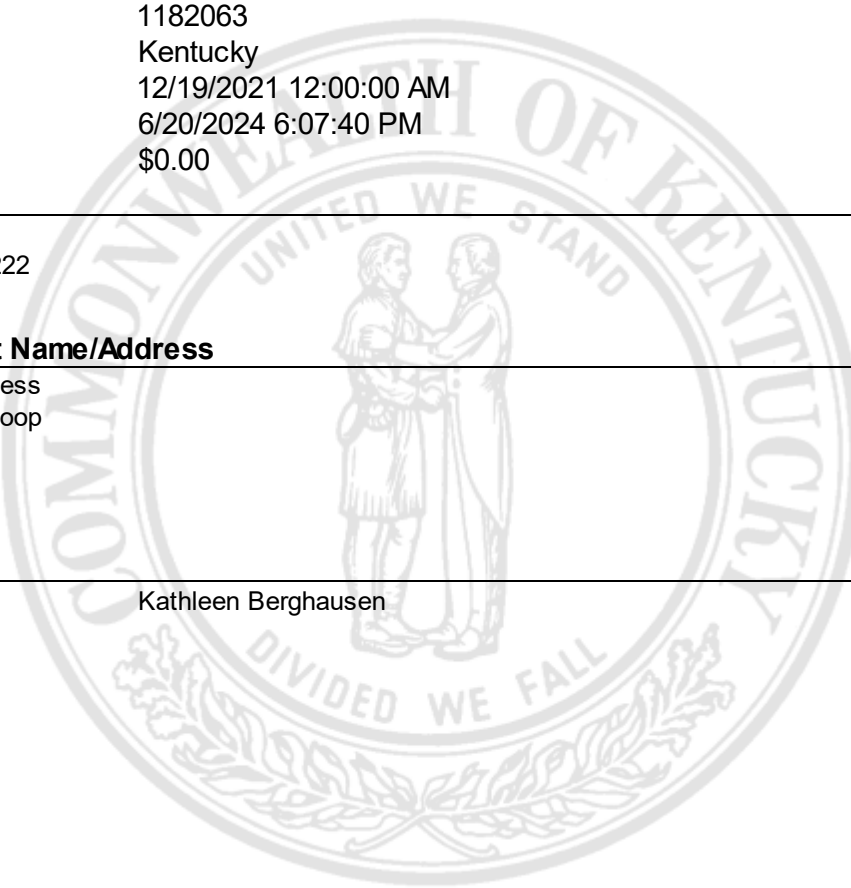 1182063
Kentucky
12/19/2021 12:00:00 AM
6/20/2024 6:07:40 PM
$0.00
222
t Name/Address
ess
oop
Kathleen Berghausen
COMMONWEALTH OF KENTUCKY
UNITED WE STAND
DIVIDED WE FALL